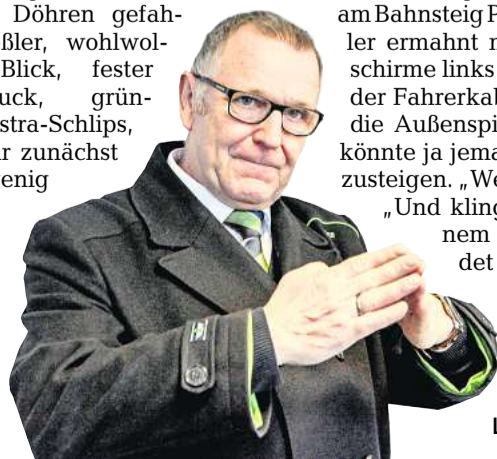 Döhren gefah-
ßler, wohlwol-
Blick, fester
uck, grün-
stra-Schlips,
r zunächst
enig
am Bahnsteig P
ler ermahnt m
schirme links
der Fahrerkab
die Außenspi
könnte ja jema
zusteigen. „We
„Und kling
nem
det
L